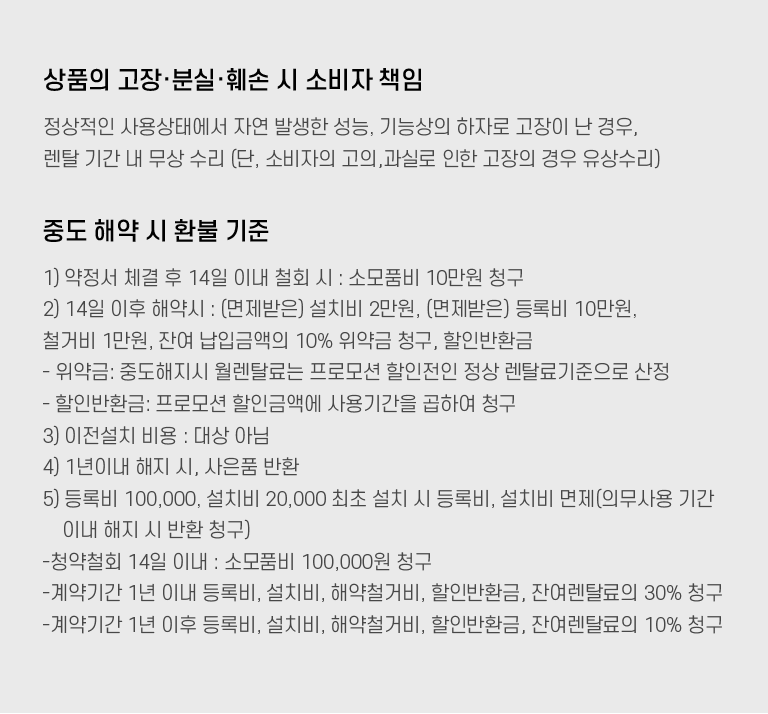 상품의 고장·분실·훼손 시 소비자 책임
정상적인 사용상태에서 자연 발생한 성능, 기능상의 하자로 고장이 난 경우,
렌탈 기간 내 무상 수리 (단, 소비자의 고의,과실로 인한 고장의 경우 유상수리)
중도 해약 시 환불 기준
1) 약정서 체결 후 14일 이내 철회 시 : 소모품비 10만원 청구
2) 14일 이후 해약시 : (면제받은) 설치비 2만원, (면제받은) 등록비 10만원,
철거비 1만원, 잔여 납입금액의 10% 위약금 청구, 할인반환금
- 위약금: 중도해지시 월렌탈료는 프로모션 할인전인 정상 렌탈료기준으로 산정
- 할인반환금: 프로모션 할인금액에 사용기간을 곱하여 청구
3) 이전설치 비용 : 대상 아님
4) 1년이내 해지 시, 사은품 반환
5) 등록비 100,000, 설치비 20,000 최초 설치 시 등록비, 설치비 면제(의무사용 기간
이내 해지 시 반환 청구)
-청약철회 14일 이내 : 소모품비 100,000원 청구
-계약기간 1년 이내 등록비, 설치비, 해약철거비, 할인반환금, 잔여렌탈료의 30% 청구
-계약기간 1년 이후 등록비, 설치비, 해약철거비, 할인반환금, 잔여렌탈료의 10% 청구